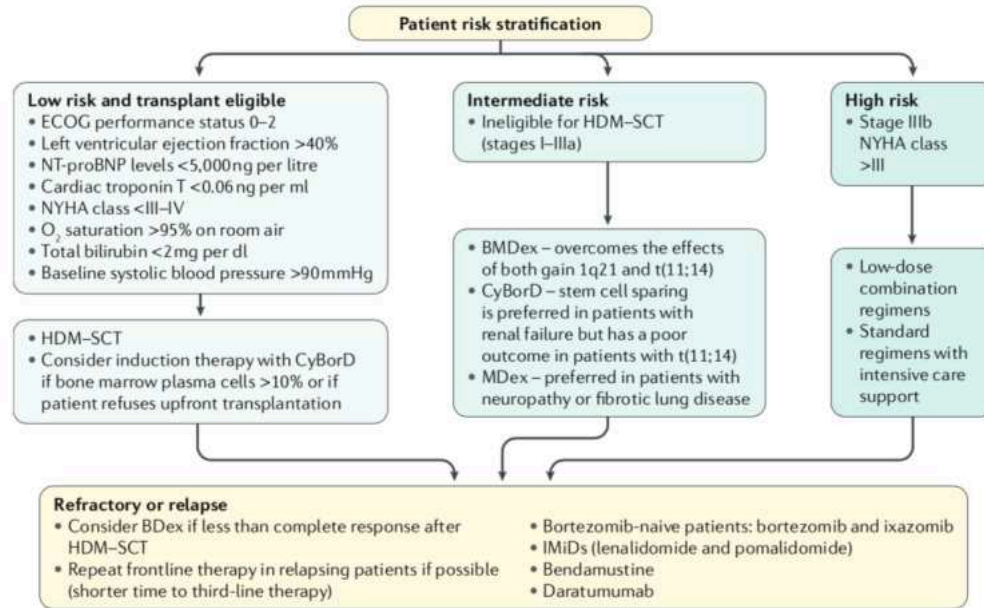 Patient risk stratification
Low risk and transplant eligible
• ECOG performance status 0–2
• Left ventricular ejection fraction >40%
• NT-proBNP levels <5,000 ng per litre
• Cardiac troponin T <0.06 ng per ml
• NYHA class <III–IV
• O₂ saturation >95% on room air
• Total bilirubin <2 mg per dl
• Baseline systolic blood pressure >90 mmHg
• HDM–SCT
• Consider induction therapy with CyBorD
if bone marrow plasma cells >10% or if
patient refuses upfront transplantation
Intermediate risk
• Ineligible for HDM–SCT
(stages I–IIIa)
• BMDex – overcomes the effects
of both gain 1q21 and t(11;14)
• CyBorD – stem cell sparing
is preferred in patients with
renal failure but has a poor
outcome in patients with t(11;14)
• MDex – preferred in patients with
neuropathy or fibrotic lung disease
High risk
• Stage IIIb
NYHA class
>III
• Low-dose
combination
regimens
• Standard
regimens with
intensive care
support
Refractory or relapse
• Consider BDex if less than complete response after
HDM–SCT
• Repeat frontline therapy in relapsing patients if possible
(shorter time to third-line therapy)
• Bortezomib-naive patients: bortezomib and ixazomib
• IMiDs (lenalidomide and pomalidomide)
• Bendamustine
• Daratumumab